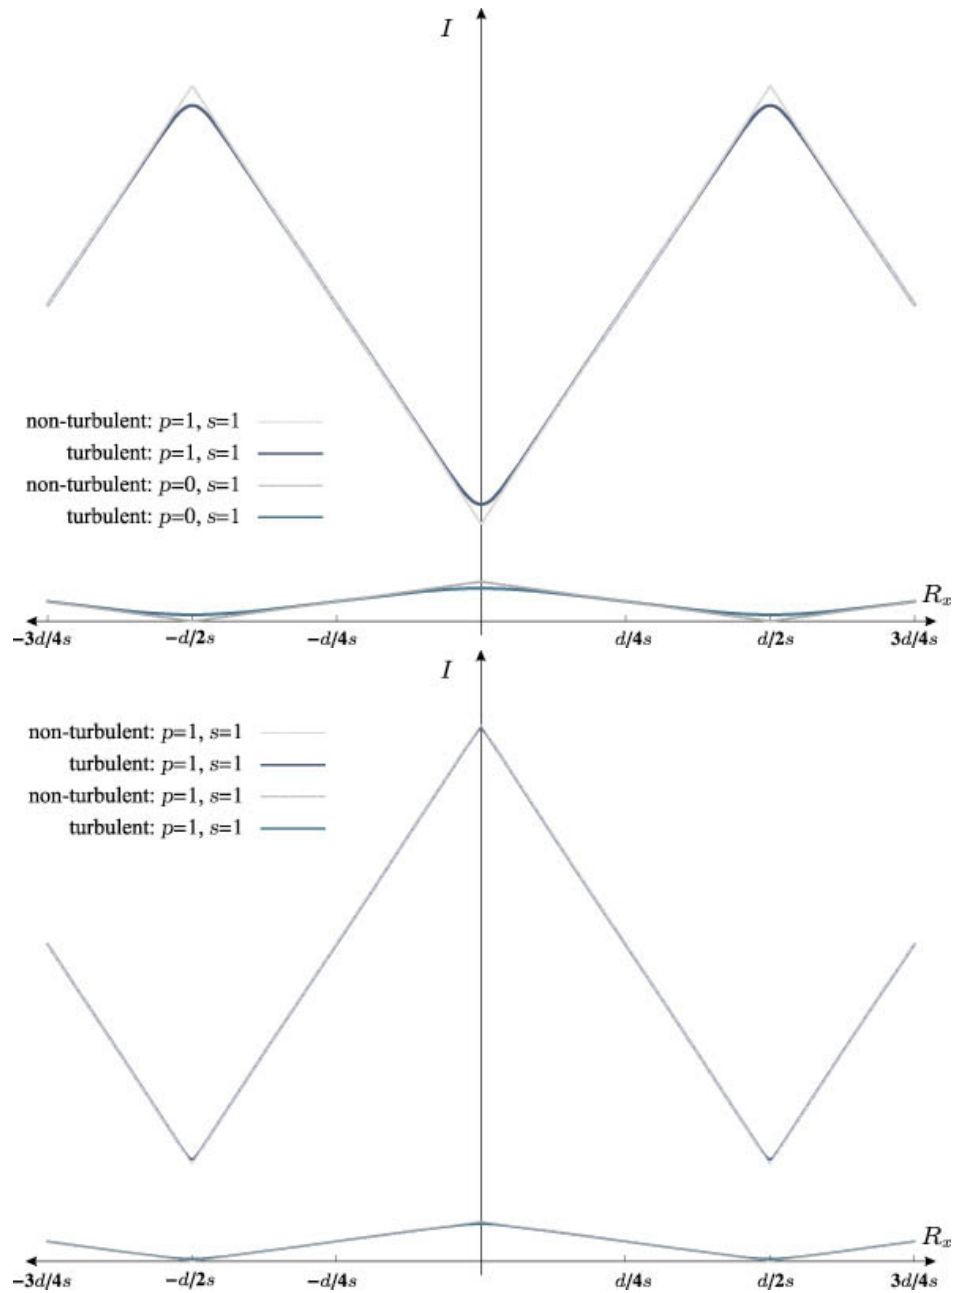 I
non-turbulent: p=1, s=1
turbulent: p=1, s=1
non-turbulent: p=0, s=1
turbulent: p=0, s=1
R_x
-3d/4s -d/2s -d/4s d/4s d/2s 3d/4s
I
non-turbulent: p=1, s=1
turbulent: p=1, s=1
non-turbulent: p=1, s=1
turbulent: p=1, s=1
R_x
-3d/4s -d/2s -d/4s d/4s d/2s 3d/4s